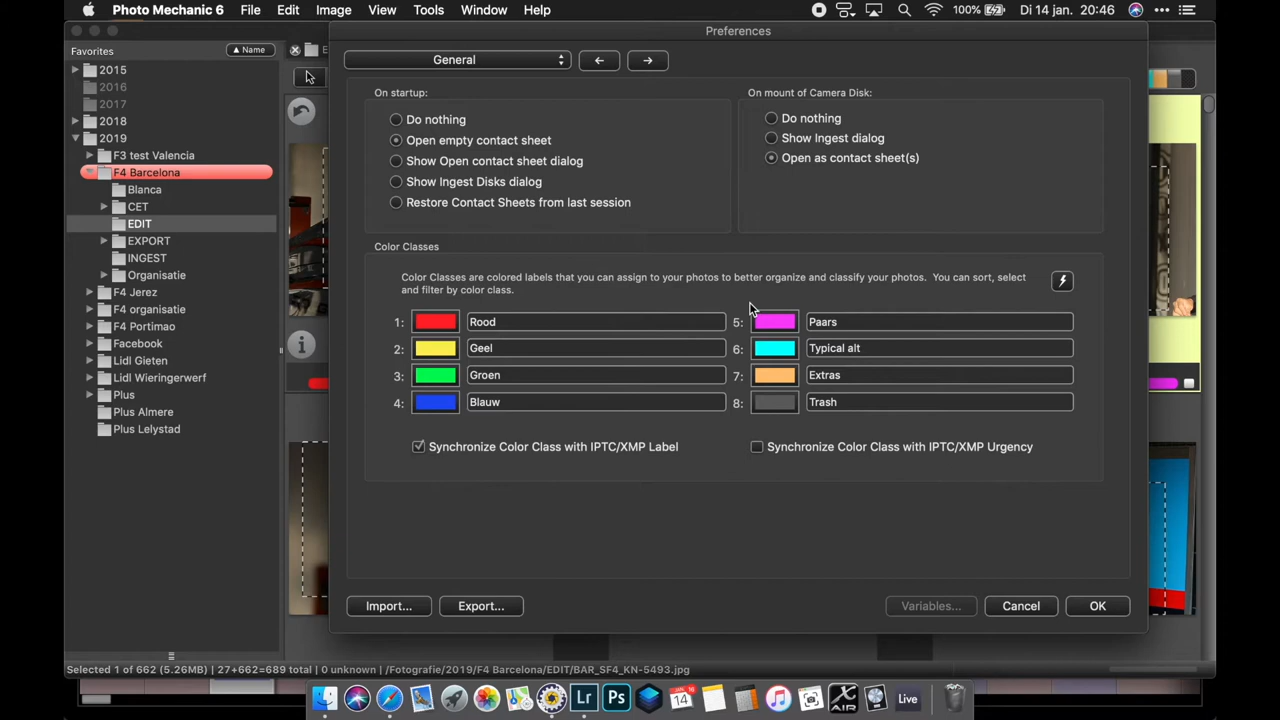 Photo Mechanic 6 File Edit Image View Tools Window Help 100% Di 14 jan. 20:46
Preferences
Favorites ▲ Name
2015
2016
2017
2018
2019
F3 test Valencia
F4 Barcelona
Blanca
CET
EDIT
EXPORT
INGEST
Organisatie
F4 Jerez
F4 organisatie
F4 Portimao
Facebook
Lidl Gieten
Lidl Wieringerwerf
Plus
Plus Almere
Plus Lelystad
E
General ← →
On startup:
Do nothing
Open empty contact sheet
Show Open contact sheet dialog
Show Ingest Disks dialog
Restore Contact Sheets from last session
On mount of Camera Disk:
Do nothing
Show Ingest dialog
Open as contact sheet(s)
Color Classes
Color Classes are colored labels that you can assign to your photos to better organize and classify your photos. You can sort, select
and filter by color class.
1: Rood
2: Geel
3: Groen
4: Blauw
5: Paars
6: Typical alt
7: Extras
8: Trash
Synchronize Color Class with IPTC/XMP Label
Synchronize Color Class with IPTC/XMP Urgency
Import... Export... Variables... Cancel OK
Selected 1 of 662 (5.26MB) | 27+662=689 total | 0 unknown | /Fotografie/2019/F4 Barcelona/EDIT/BAR_SF4_KN-5493.jpg
Lr Ps JAN 14 X AIR Live